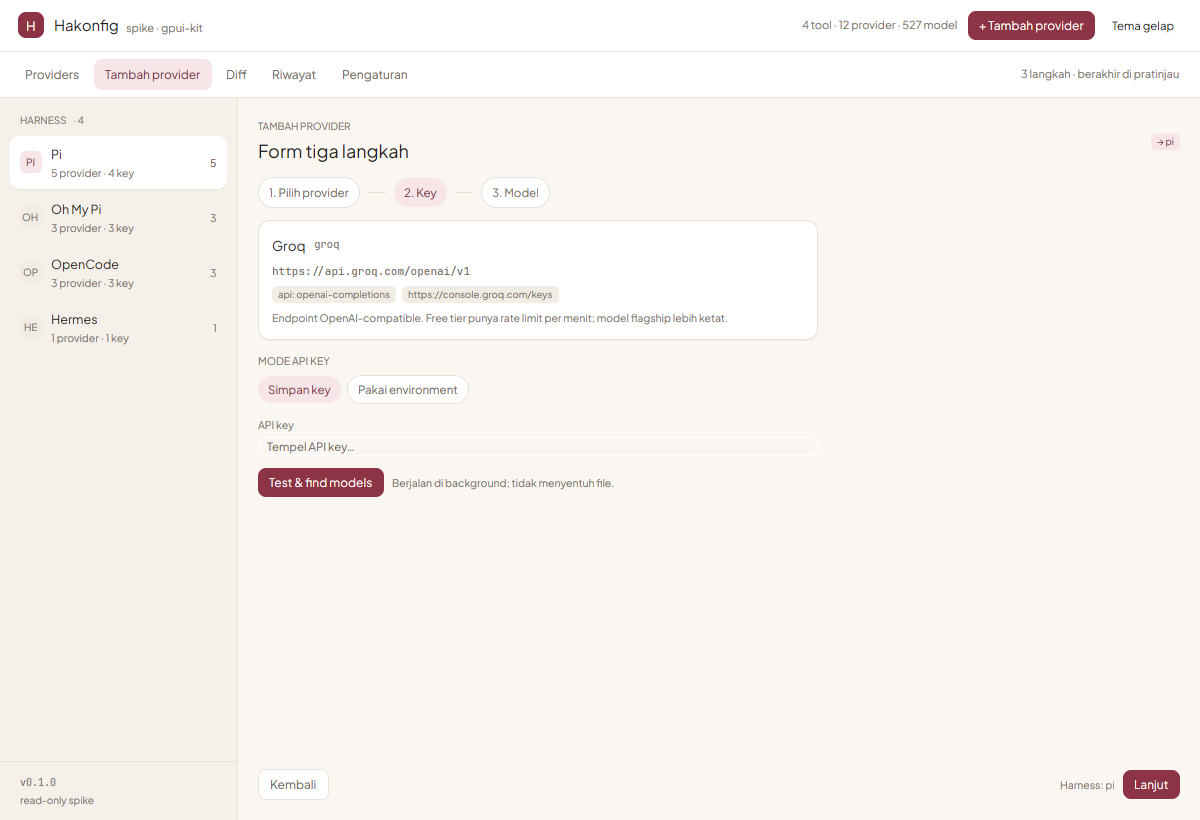 H Hakonfig spike · gpui-kit 4 tool · 12 provider · 527 model + Tambah provider Tema gelap
Providers Tambah provider Diff Riwayat Pengaturan 3 langkah · berakhir di pratinjau
HARNESS · 4
PI Pi 5
5 provider · 4 key
OH Oh My Pi 3
3 provider · 3 key
OP OpenCode 3
3 provider · 3 key
HE Hermes 1
1 provider · 1 key
v0.1.0
read-only spike
TAMBAH PROVIDER
Form tiga langkah → pi
1. Pilih provider 2. Key 3. Model
Groq groq
https://api.groq.com/openai/v1
api: openai-completions https://console.groq.com/keys
Endpoint OpenAI-compatible. Free tier punya rate limit per menit; model flagship lebih ketat.
MODE API KEY
Simpan key Pakai environment
API key
Tempel API key…
Test & find models Berjalan di background; tidak menyentuh file.
Kembali Harness: pi Lanjut